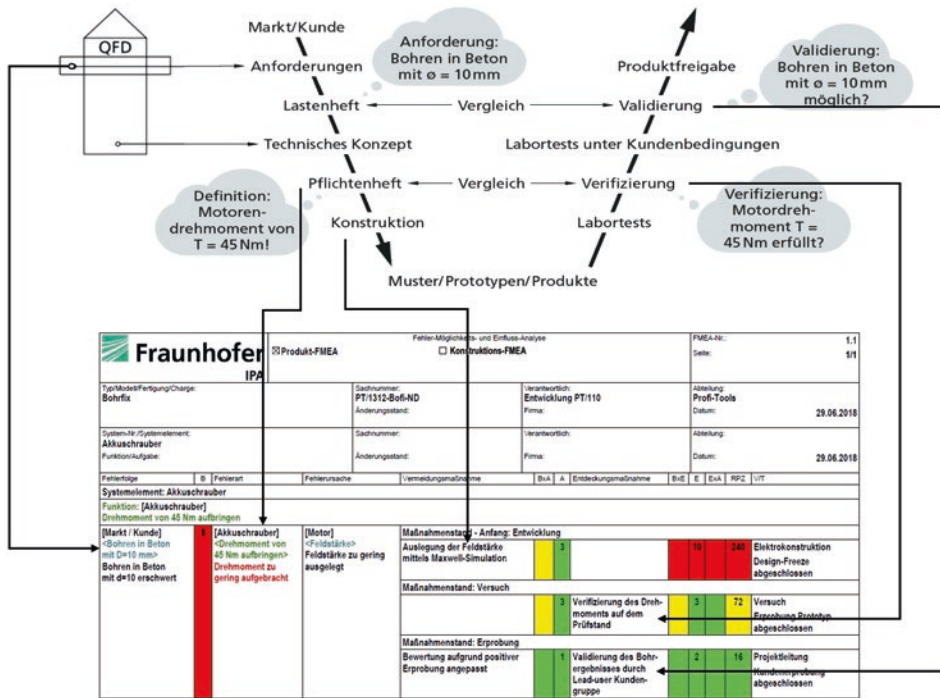 QFD
Markt/Kunde
Anforderungen
Lastenheft
Technisches Konzept
Pflichtenheft
Konstruktion
Muster/Prototypen/Produkte
Vergleich
Vergleich
Produktfreigabe
Validierung
Labortests unter Kundenbedingungen
Verifizierung
Labortests
Anforderung:
Bohren in Beton
mit ø = 10 mm
Validierung:
Bohren in Beton
mit ø = 10 mm
möglich?
Definition:
Motoren-
drehmoment von
T = 45 Nm!
Verifizierung:
Motordreh-
moment T =
45 Nm erfüllt?
Fraunhofer
IPA
Fehler-Möglichkeits- und Einfluss-Analyse
☒ Produkt-FMEA ☐ Konstruktions-FMEA
FMEA-Nr.: 1.1
Seite: 1/1
Typ/Modell/Fertigung/Charge:
Bohrfix
Sachnummer:
PT/1312-Bofi-ND
Änderungsstand:
Verantwortlich:
Entwicklung PT/110
Firma:
Abteilung:
Profi-Tools
Datum: 29.06.2018
System-Nr./Systemelement:
Akkuschrauber
Funktion/Aufgabe:
Sachnummer:
Änderungsstand:
Verantwortlich:
Firma:
Abteilung:
Datum: 29.06.2018
Fehlerfolge B Fehlerart Fehlerursache Vermeidungsmaßnahme BxA A Entdeckungsmaßnahme BxE E ExA RPZ V/T
Systemelement: Akkuschrauber
Funktion: [Akkuschrauber]
Drehmoment von 45 Nm aufbringen
[Markt / Kunde]
<Bohren in Beton
mit D=10 mm>
Bohren in Beton
mit d=10 erschwert
8
[Akkuschrauber]
<Drehmoment von
45 Nm aufbringen>
Drehmoment zu
gering aufgebracht
[Motor]
<Feldstärke>
Feldstärke zu gering
ausgelegt
Maßnahmenstand - Anfang: Entwicklung
Auslegung der Feldstärke
mittels Maxwell-Simulation
3 10 240
Elektrokonstruktion
Design-Freeze
abgeschlossen
Maßnahmenstand: Versuch
3
Verifizierung des Dreh-
moments auf dem
Prüfstand
3 72
Versuch
Erprobung Prototyp
abgeschlossen
Maßnahmenstand: Erprobung
Bewertung aufgrund positiver
Erprobung angepasst
1
Validierung des Bohr-
ergebnisses durch
Lead-user Kunden-
gruppe
2 16
Projektleitung
Kundenerprobung
abgeschlossen